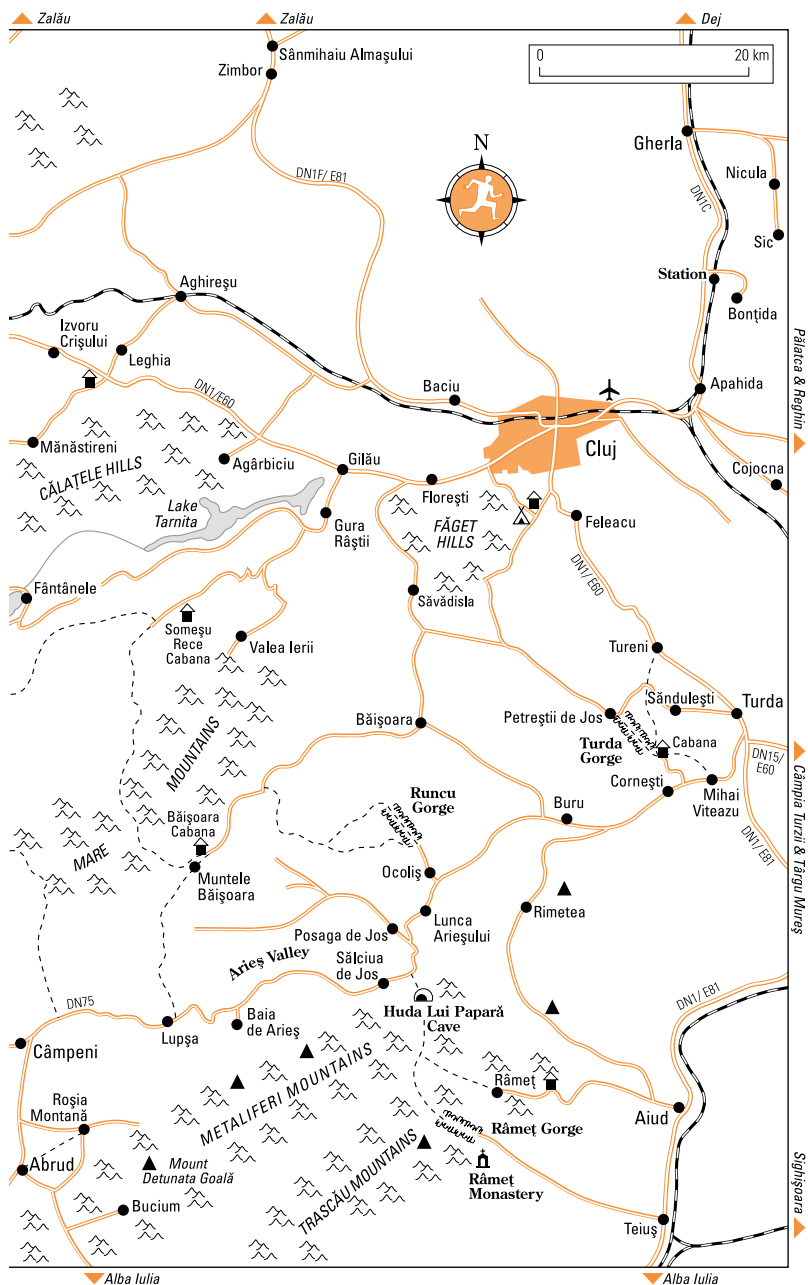 Zalău
Zalău
Dej
Sânmihaiu Almaşului
Zimbor
0
20 km
N
Gherla
DN1F/ E81
DN1C
Nicula
Sic
Station
Bonţida
Aghireşu
Izvoru
Crişului
Leghia
DN1/E60
Baciu
Apahida
Pălatca & Reghin
Mănăstireni
CĂLAŢELE HILLS
Agârbiciu
Gilău
Cluj
Cojocna
Floreşti
Lake
Tarnita
Gura
Râştii
FĂGET
HILLS
Feleacu
DN1/ E60
Fântânele
Săvădisla
Someşu
Rece
Cabana
Valea Ierii
Tureni
Săndulești
Turda
MOUNTAINS
Băişoara
Petreştii de Jos
Turda
Gorge
Cabana
DN15/
E60
Corneşti
Mihai
Viteazu
Câmpia Turzii & Târgu Mureş
Runcu
Gorge
Buru
DN1/ E81
Băişoara
Cabana
MARE
Muntele
Băişoara
Ocoliş
Rimetea
Lunca
Arieşului
Posaga de Jos
Arieş Valley
Sălciua
de Jos
DN1/ E81
DN75
Lupşa
Baia
de Arieş
Huda Lui Papară
Cave
Câmpeni
METALIFERI MOUNTAINS
Râmeţ
Roşia
Montană
Aiud
Râmeţ Gorge
Abrud
Mount
Detunata Goală
TRASCĂU MOUNTAINS
Râmeţ
Monastery
Sighişoara
Bucium
Teiuş
Alba Iulia
Alba Iulia